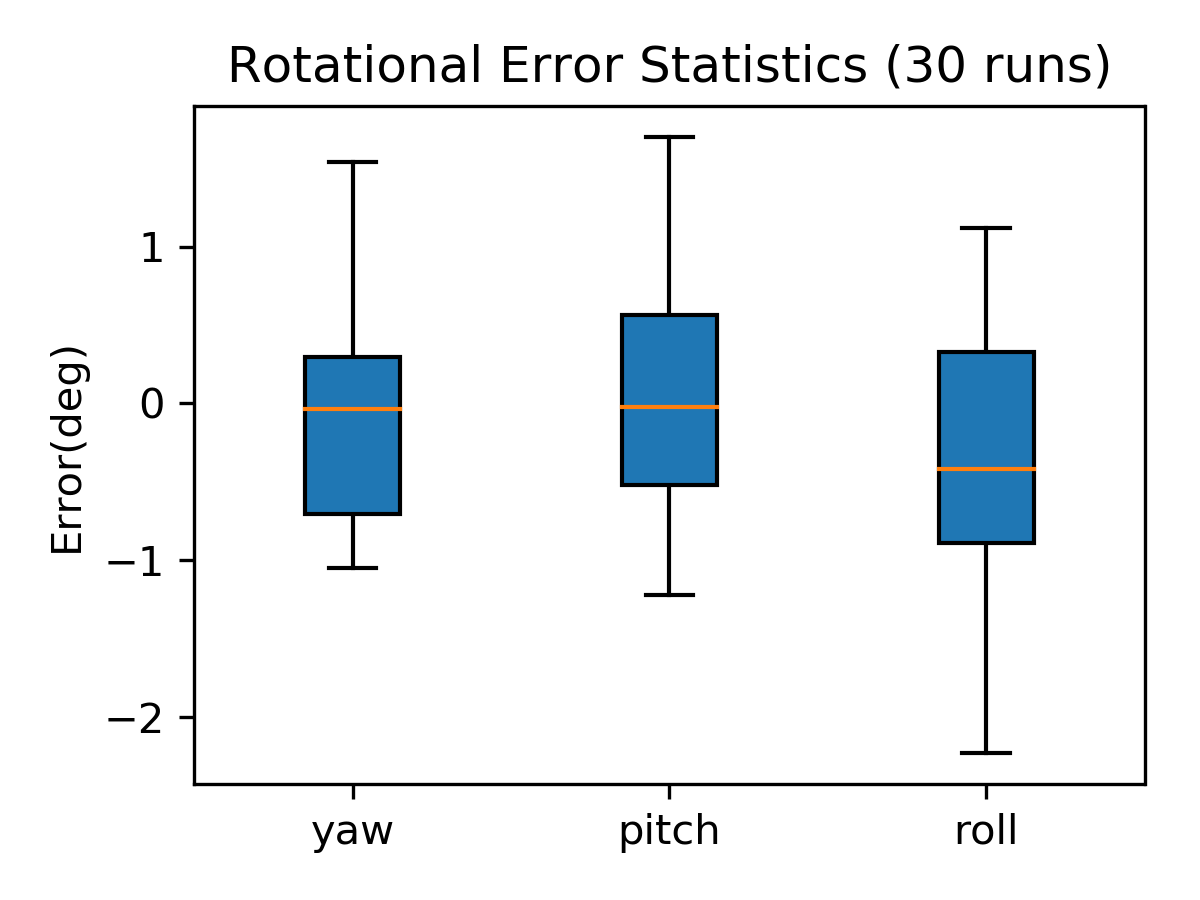 Rotational Error Statistics (30 runs)
Error(deg)
1
0
−1
−2
yaw
pitch
roll